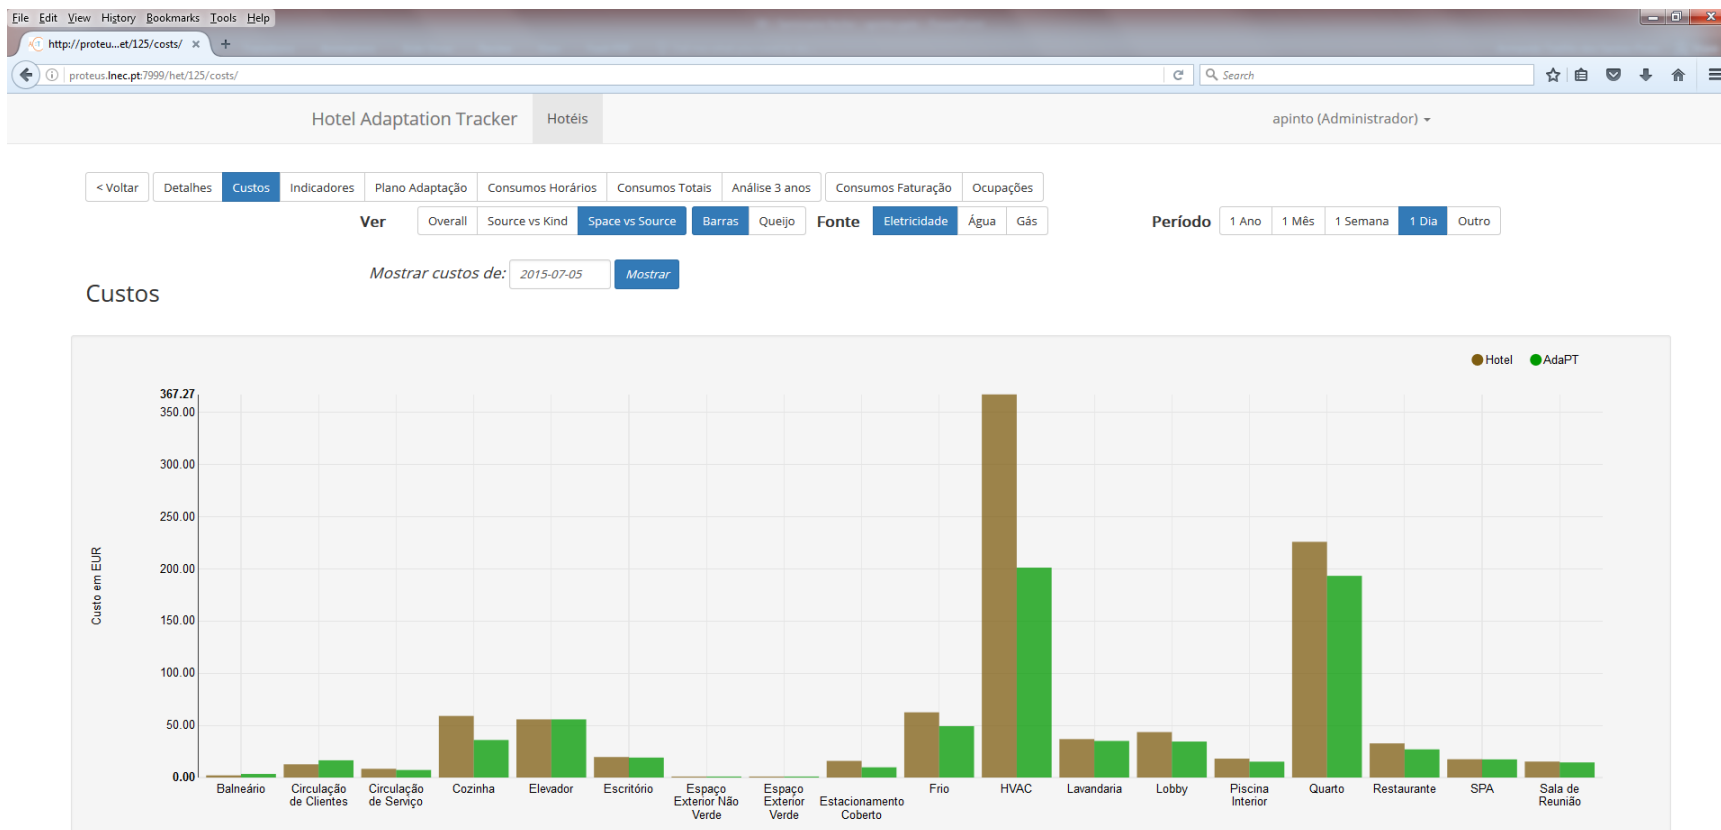 File Edit View History Bookmarks Tools Help
http://proteu...et/125/costs/ × +
proteus.lnec.pt:7999/het/125/costs/ Search
Hotel Adaptation Tracker Hotéis apinto (Administrador)
< Voltar Detalhes Custos Indicadores Plano Adaptação Consumos Horários Consumos Totais Análise 3 anos Consumos Faturação Ocupações
Ver Overall Source vs Kind Space vs Source Barras Queijo Fonte Eletricidade Água Gás Período 1 Ano 1 Mês 1 Semana 1 Dia Outro
Mostrar custos de: 2015-07-05 Mostrar
Custos
Hotel AdaPT
367.27
350.00
300.00
250.00
200.00
150.00
100.00
50.00
0.00
Custo em EUR
Balneário
Circulação
de Clientes
Circulação
de Serviço
Cozinha
Elevador
Escritório
Espaço
Exterior Não
Verde
Espaço
Exterior
Verde
Estacionamento
Coberto
Frio
HVAC
Lavandaria
Lobby
Piscina
Interior
Quarto
Restaurante
SPA
Sala de
Reunião